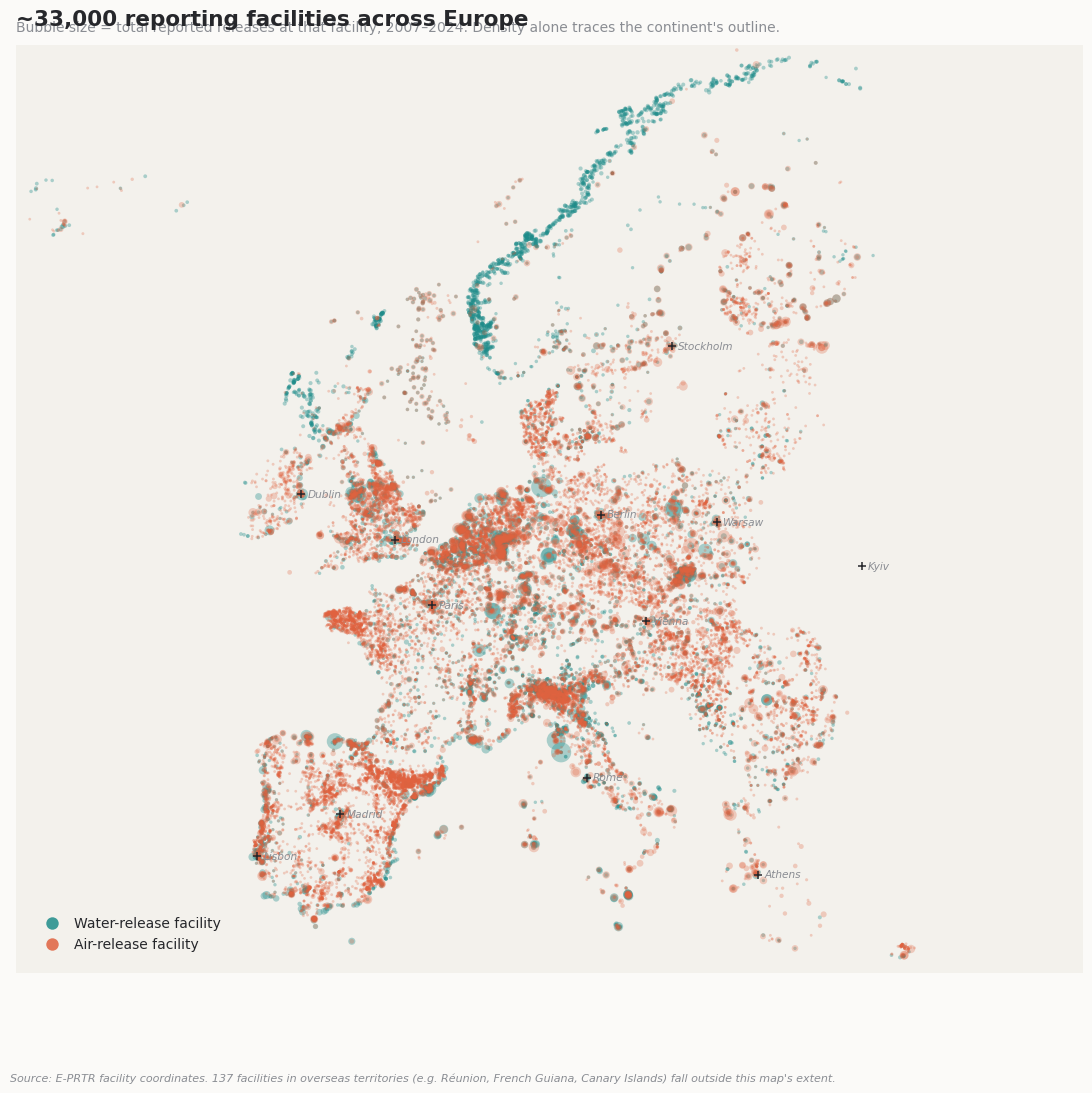 ~33,000 reporting facilities across Europe
Bubble size = total reported releases at that facility, 2007–2024. Density alone traces the continent's outline.
Stockholm
Dublin
Berlin
Warsaw
London
Kyiv
Paris
Vienna
Rome
Madrid
Lisbon
Athens
Water-release facility
Air-release facility
Source: E-PRTR facility coordinates. 137 facilities in overseas territories (e.g. Réunion, French Guiana, Canary Islands) fall outside this map's extent.